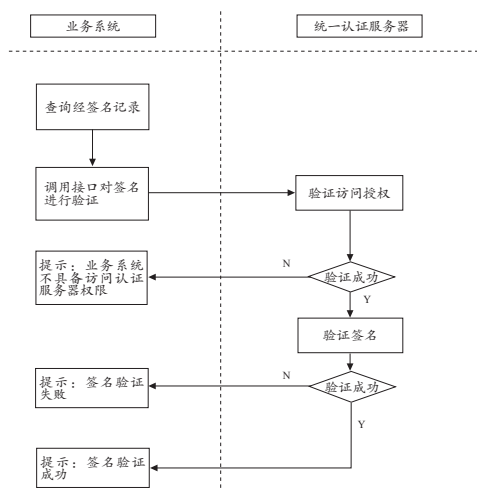 业务系统
统一认证服务器
查询经签名记录
调用接口对签名
进行验证
验证访问授权
提示：业务系统
不具备访问认证
服务器权限
N
验证成功
Y
验证签名
提示：签名验证
失败
N
验证成功
Y
提示：签名验证
成功